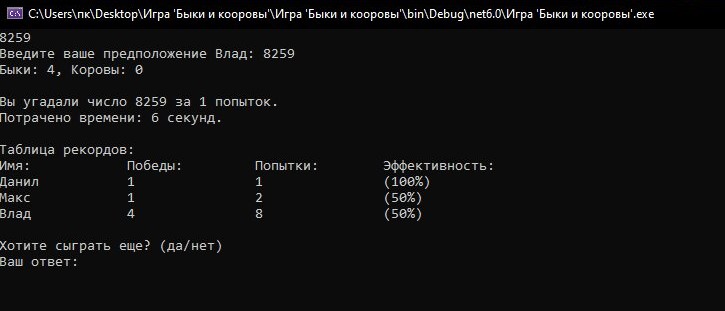 C:\Users\пк\Desktop\Игра 'Быки и кооровы'\Игра 'Быки и кооровы'\bin\Debug\net6.0\Игра 'Быки и кооровы'.exe
8259
Введите ваше предположение Влад: 8259
Быки: 4, Коровы: 0
Вы угадали число 8259 за 1 попыток.
Потрачено времени: 6 секунд.
Таблица рекордов:
Имя: Победы: Попытки: Эффективность:
Данил 1 1 (100%)
Макс 1 2 (50%)
Влад 4 8 (50%)
Хотите сыграть еще? (да/нет)
Ваш ответ: